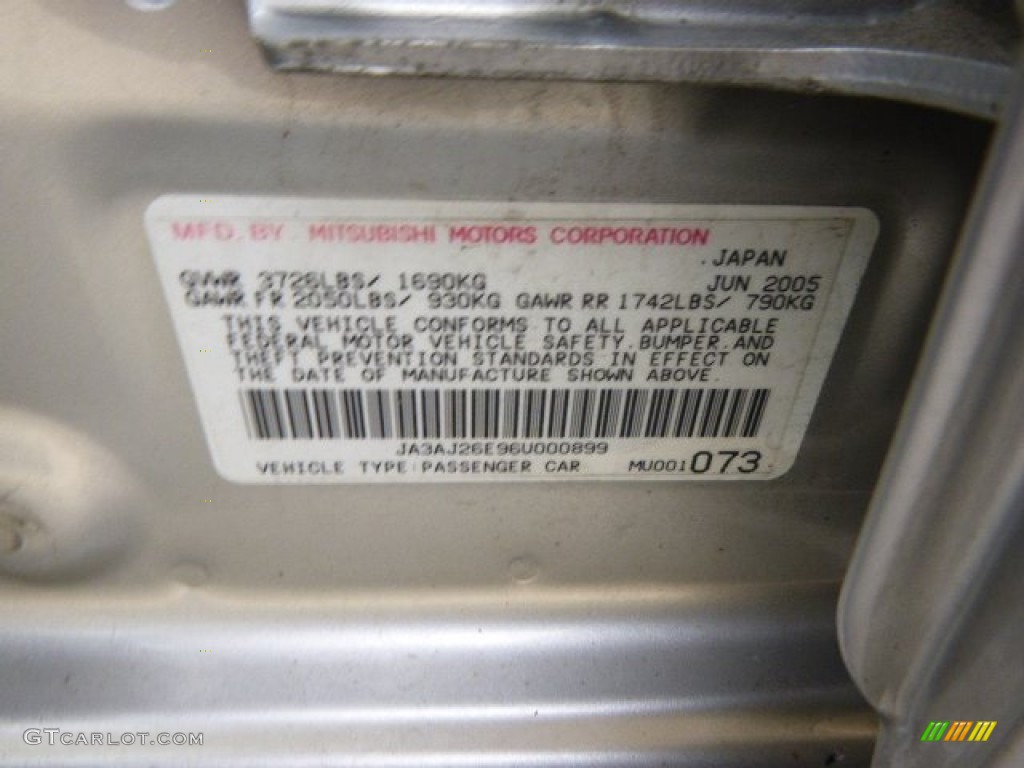 MFD. BY MITSUBISHI MOTORS CORPORATION
JAPAN
GVWR 3726LBS/ 1690KG JUN 2005
GAWR FR 2050LBS/ 930KG GAWR RR 1742LBS/ 790KG
THIS VEHICLE CONFORMS TO ALL APPLICABLE
FEDERAL MOTOR VEHICLE SAFETY.BUMPER.AND
THEFT PREVENTION STANDARDS IN EFFECT ON
THE DATE OF MANUFACTURE SHOWN ABOVE.
JA3AJ26E96U000899
VEHICLE TYPE:PASSENGER CAR MU001073
GTCARLOT.COM